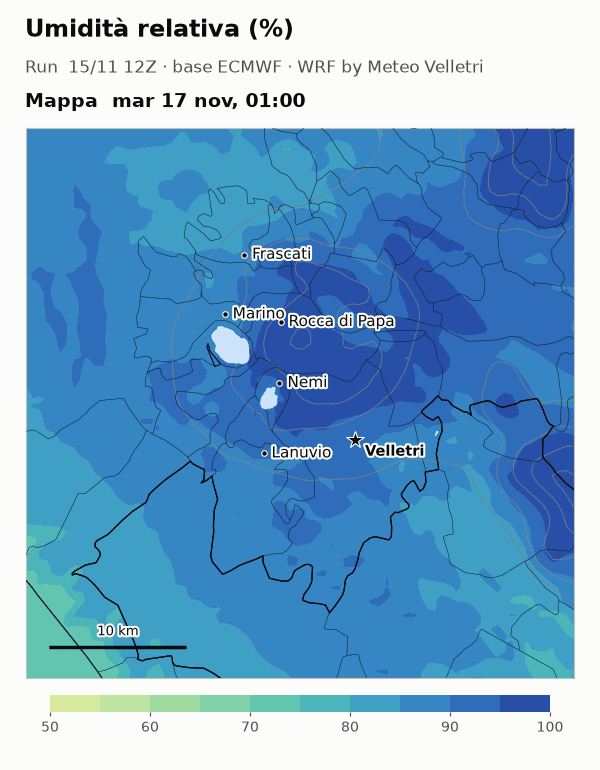 Umidità relativa (%)
Run  15/11 12Z · base ECMWF · WRF by Meteo Velletri
Mappa  mar 17 nov, 01:00
Frascati
Marino
Rocca di Papa
Nemi
Velletri
Lanuvio
10 km
50 60 70 80 90 100